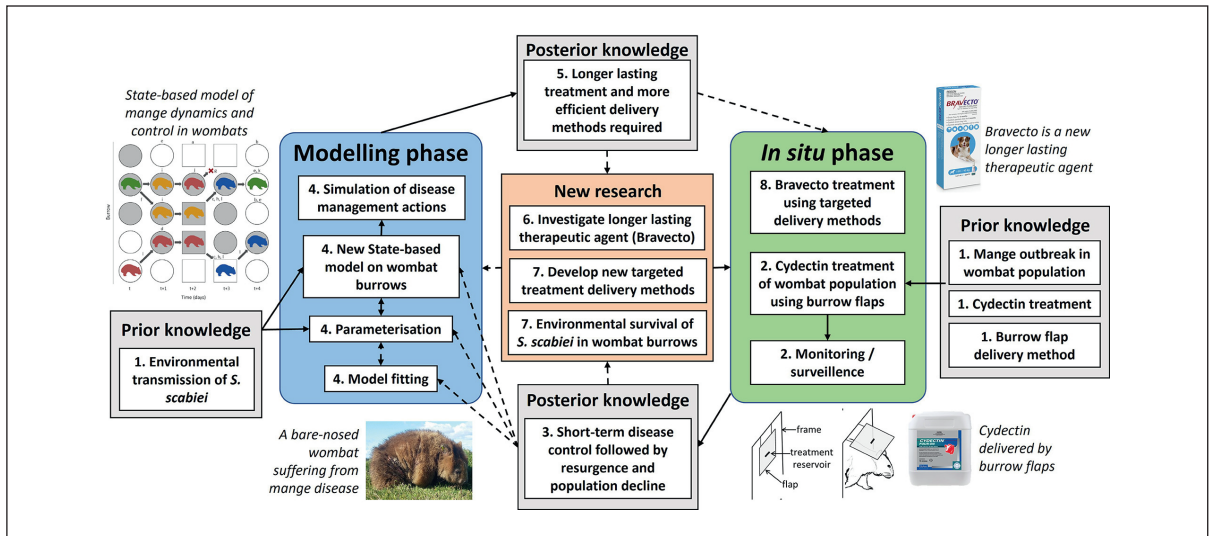 Posterior knowledge
5. Longer lasting
treatment and more
efficient delivery
methods required
State-based model of
mange dynamics and
control in wombats
Burrow
t
t+1
t+2
t+3
t+4
Time (days)
Modelling phase
4. Simulation of disease
management actions
4. New State-based
model on wombat
burrows
4. Parameterisation
4. Model fitting
Prior knowledge
1. Environmental
transmission of S.
scabiei
New research
6. Investigate longer lasting
therapeutic agent (Bravecto)
7. Develop new targeted
treatment delivery methods
7. Environmental survival of
S. scabiei in wombat burrows
In situ phase
8. Bravecto treatment
using targeted
delivery methods
2. Cydectin treatment
of wombat population
using burrow flaps
2. Monitoring /
surveillence
BRAVECTO
Bravecto is a new
longer lasting
therapeutic agent
Prior knowledge
1. Mange outbreak in
wombat population
1. Cydectin treatment
1. Burrow flap
delivery method
Posterior knowledge
3. Short-term disease
control followed by
resurgence and
population decline
A bare-nosed
wombat
suffering from
mange disease
frame
treatment
reservoir
flap
CYDECTIN
Cydectin
delivered by
burrow flaps